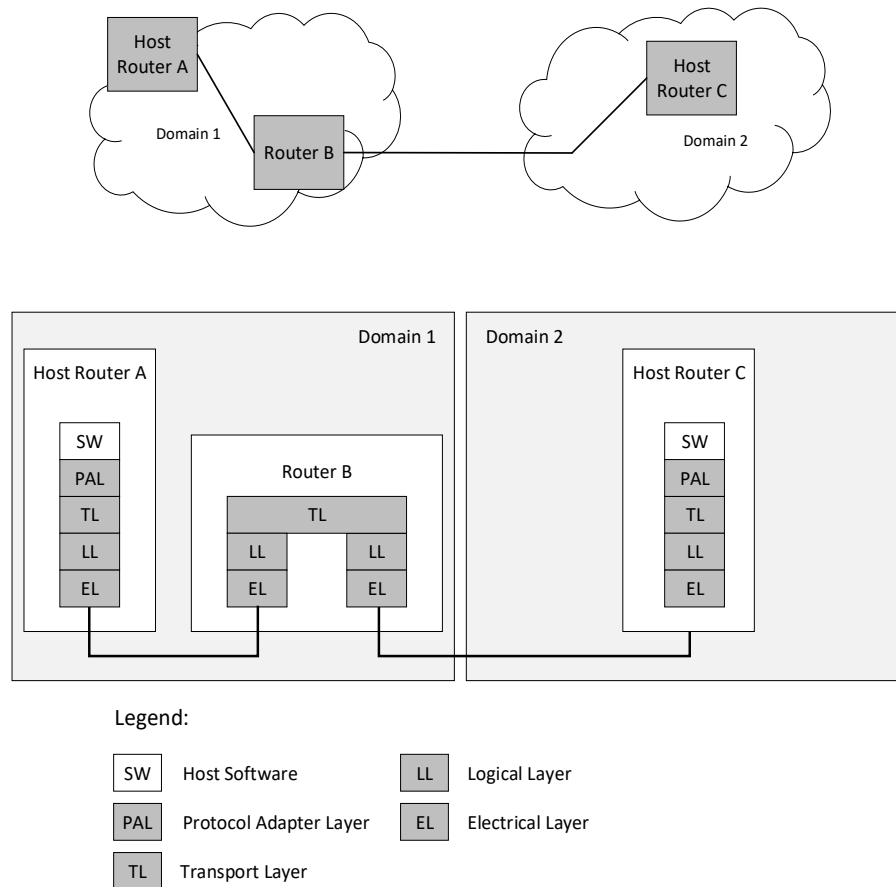 Host
Router A
Host
Router C
Domain 1
Domain 2
Router B
Domain 1
Domain 2
Host Router A
Host Router C
SW
SW
PAL
Router B
PAL
TL
TL
TL
LL
LL
LL
LL
EL
EL
EL
EL
Legend:
SW Host Software
LL Logical Layer
PAL Protocol Adapter Layer
EL Electrical Layer
TL Transport Layer